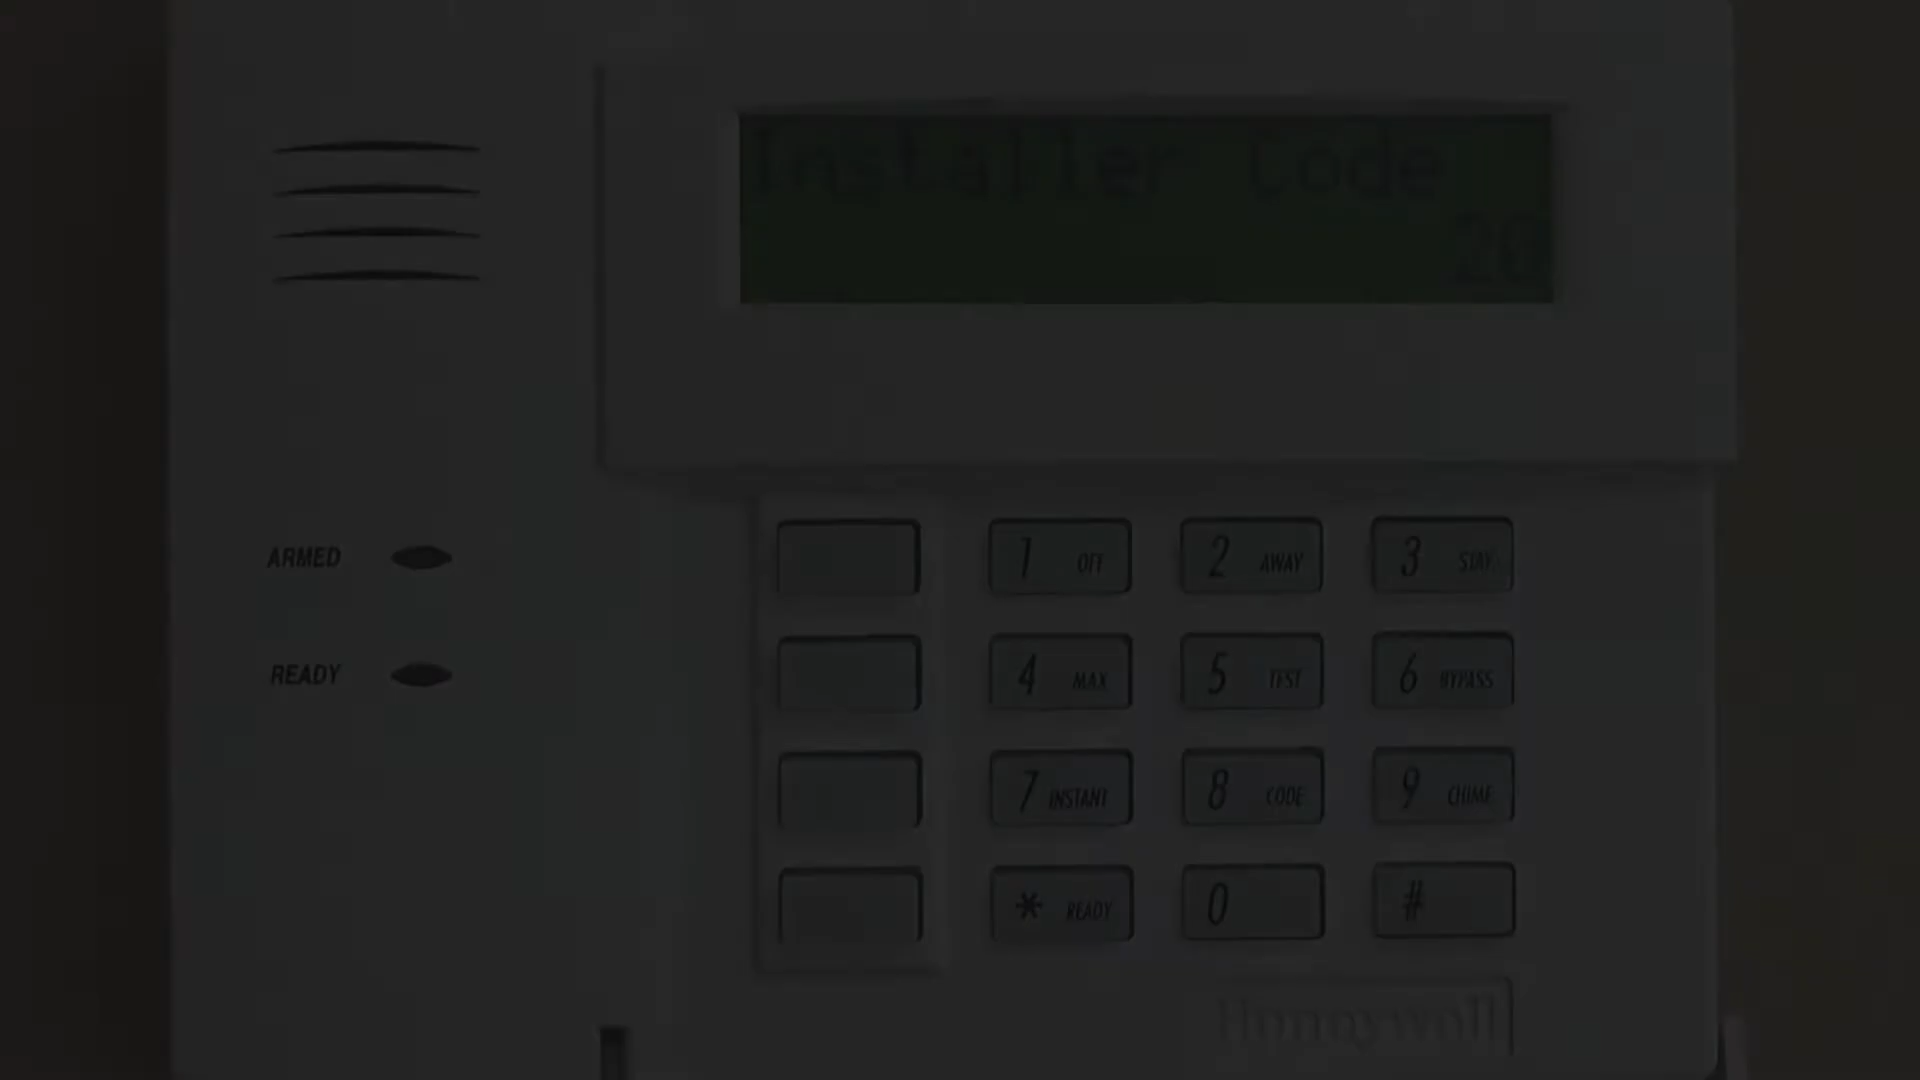 Installer Code
20
ARMED
READY
1 OFF
2 AWAY
3 STAY
4 MAX
5 TEST
6 BYPASS
7 INSTANT
8 CODE
9 CHIME
* READY
0
#
Honeywell